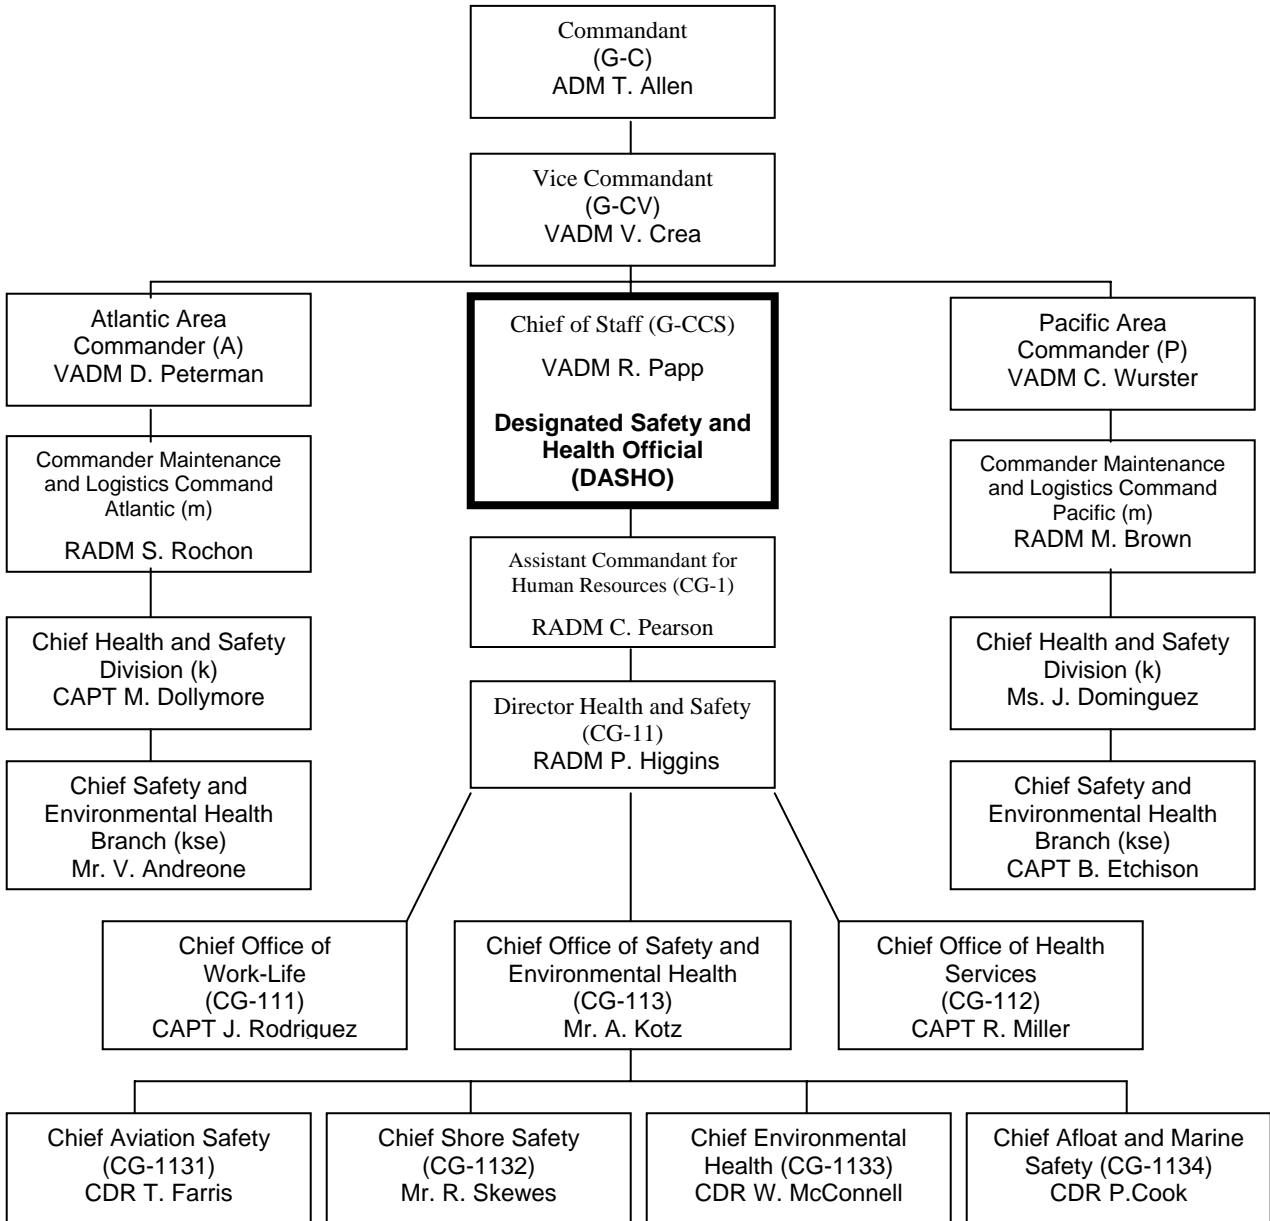 Commandant
(G-C)
ADM T. Allen
Vice Commandant
(G-CV)
VADM V. Crea
Atlantic Area
Commander (A)
VADM D. Peterman
Chief of Staff (G-CCS)
VADM R. Papp
Designated Safety and
Health Official
(DASHO)
Pacific Area
Commander (P)
VADM C. Wurster
Commander Maintenance
and Logistics Command
Atlantic (m)
RADM S. Rochon
Commander Maintenance
and Logistics Command
Pacific (m)
RADM M. Brown
Assistant Commandant for
Human Resources (CG-1)
RADM C. Pearson
Chief Health and Safety
Division (k)
CAPT M. Dollymore
Chief Health and Safety
Division (k)
Ms. J. Dominguez
Director Health and Safety
(CG-11)
RADM P. Higgins
Chief Safety and
Environmental Health
Branch (kse)
Mr. V. Andreone
Chief Safety and
Environmental Health
Branch (kse)
CAPT B. Etchison
Chief Office of
Work-Life
(CG-111)
CAPT J. Rodriguez
Chief Office of Safety and
Environmental Health
(CG-113)
Mr. A. Kotz
Chief Office of Health
Services
(CG-112)
CAPT R. Miller
Chief Aviation Safety
(CG-1131)
CDR T. Farris
Chief Shore Safety
(CG-1132)
Mr. R. Skewes
Chief Environmental
Health (CG-1133)
CDR W. McConnell
Chief Afloat and Marine
Safety (CG-1134)
CDR P.Cook